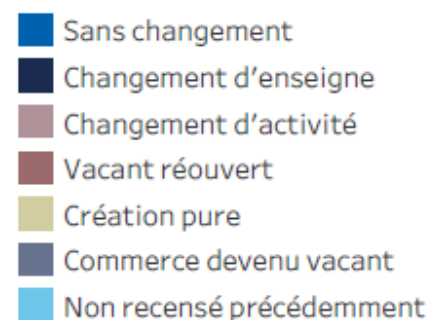 Sans changement
Changement d'enseigne
Changement d'activité
Vacant réouvert
Création pure
Commerce devenu vacant
Non recensé précédemment